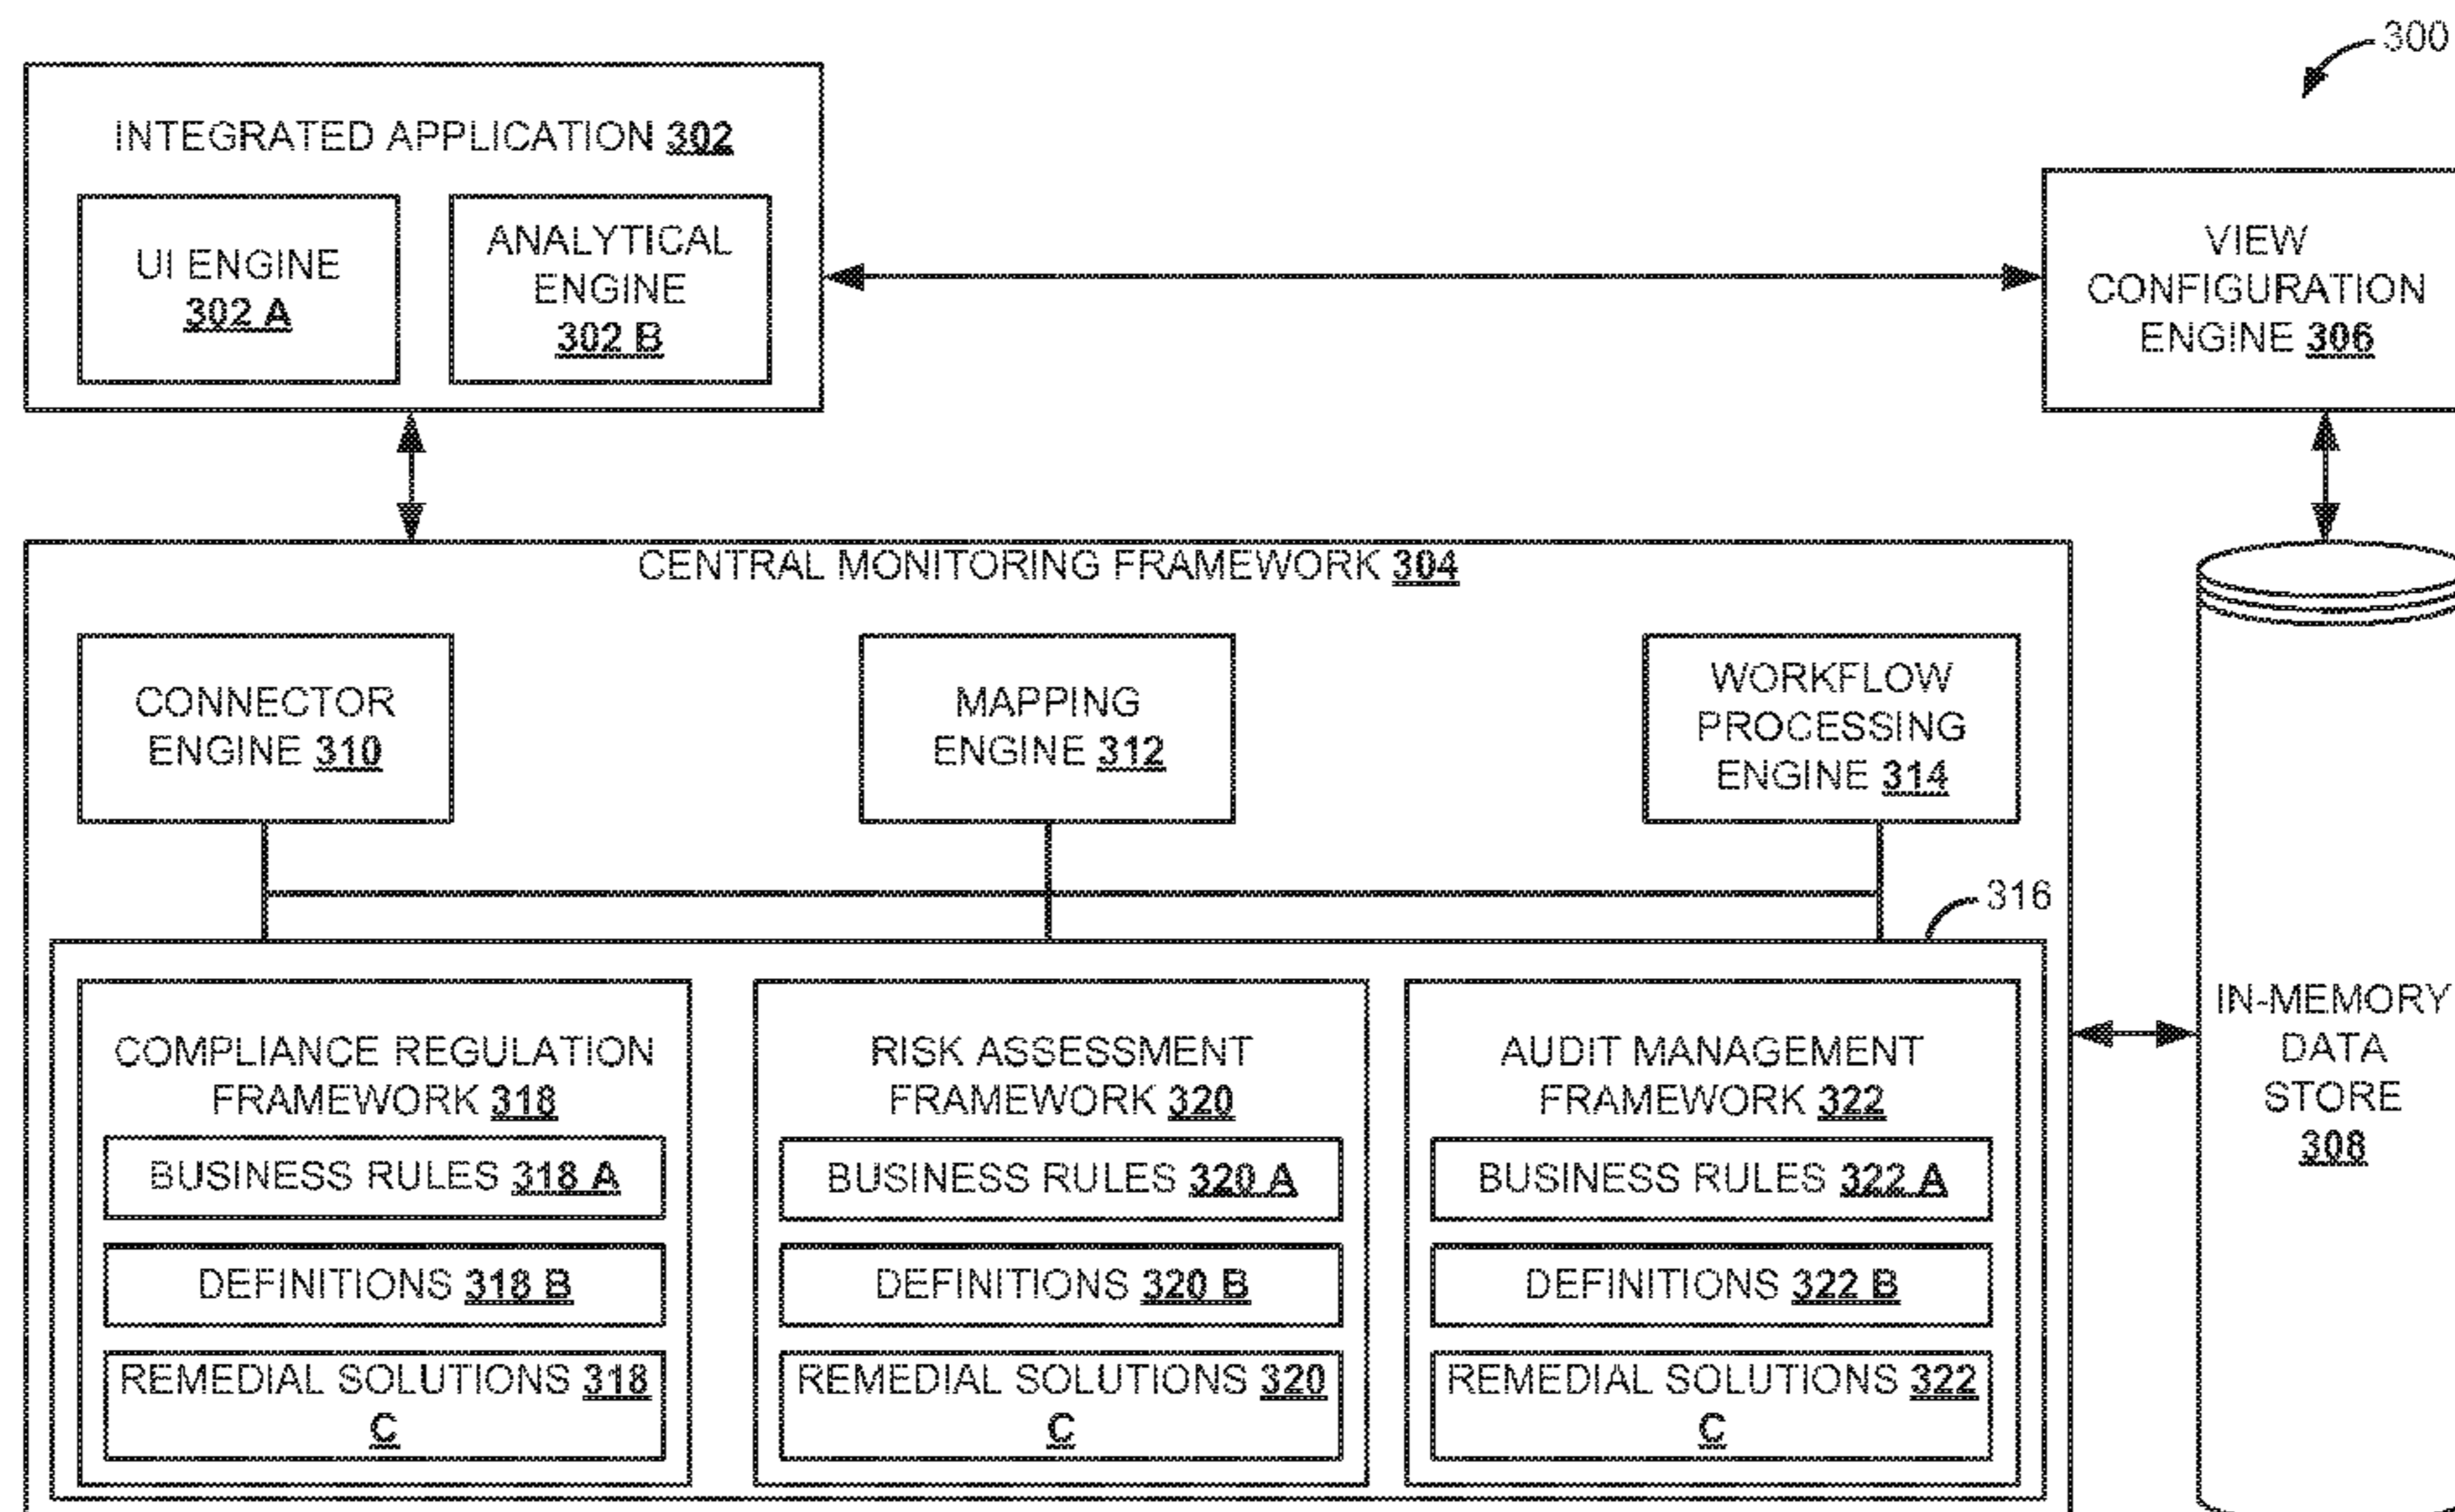 300
INTEGRATED APPLICATION 302
UI ENGINE
302 A
ANALYTICAL
ENGINE
302 B
VIEW
CONFIGURATION
ENGINE 306
CENTRAL MONITORING FRAMEWORK 304
CONNECTOR
ENGINE 310
MAPPING
ENGINE 312
WORKFLOW
PROCESSING
ENGINE 314
316
COMPLIANCE REGULATION
FRAMEWORK 318
BUSINESS RULES 318 A
DEFINITIONS 318 B
REMEDIAL SOLUTIONS 318
C
RISK ASSESSMENT
FRAMEWORK 320
BUSINESS RULES 320 A
DEFINITIONS 320 B
REMEDIAL SOLUTIONS 320
C
AUDIT MANAGEMENT
FRAMEWORK 322
BUSINESS RULES 322 A
DEFINITIONS 322 B
REMEDIAL SOLUTIONS 322
C
IN-MEMORY
DATA
STORE
308